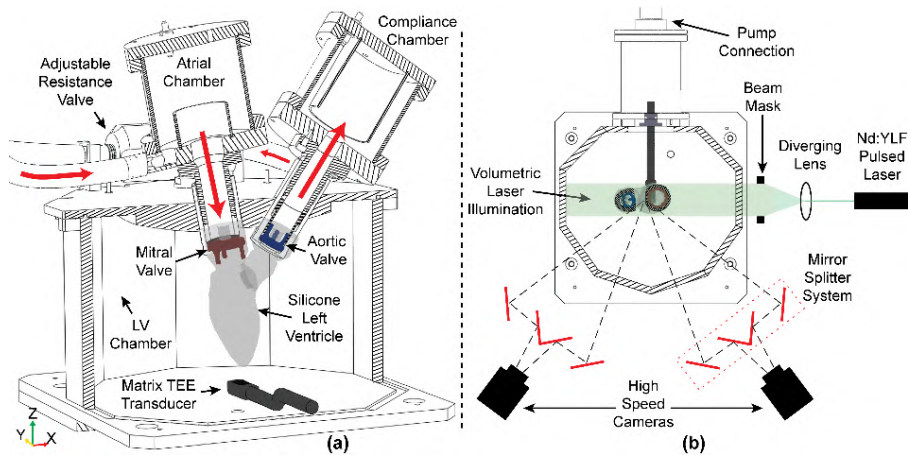 Adjustable
Resistance
Valve
Atrial
Chamber
Compliance
Chamber
Mitral
Valve
Aortic
Valve
Silicone
Left
Ventricle
LV
Chamber
Matrix TEE
Transducer
Z
Y
X
(a)
(b)
Pump
Connection
Beam
Mask
Diverging
Lens
Nd:YLF
Pulsed
Laser
Volumetric
Laser
Illumination
Mirror
Splitter
System
High
Speed
Cameras